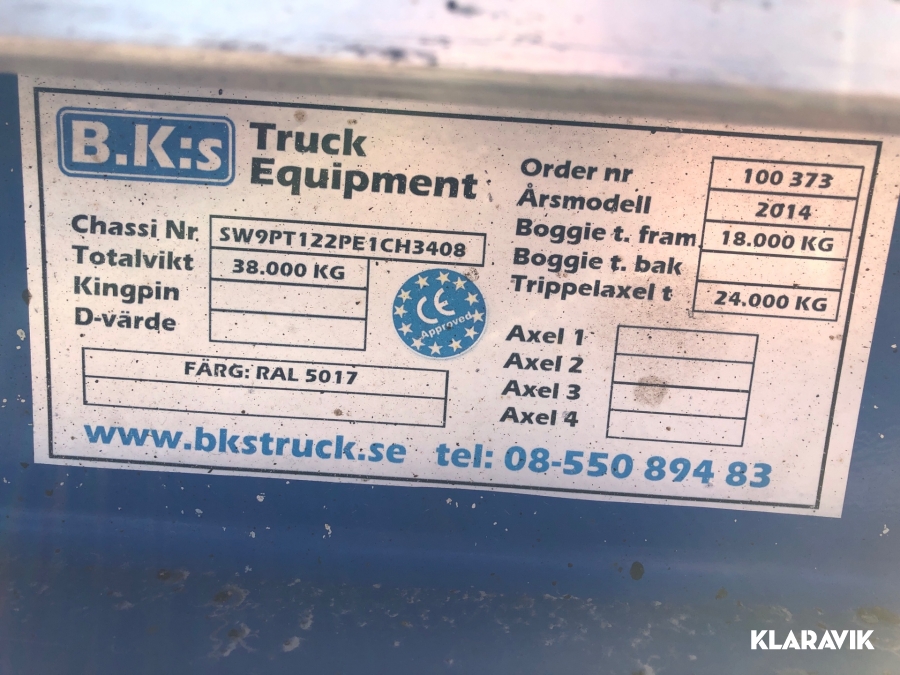 B.K:s Truck Equipment
Chassi Nr. SW9PT122PE1CH3408
Totalvikt 38.000 KG
Kingpin
D-värde
FÄRG: RAL 5017
CE
Approved
Order nr 100 373
Årsmodell 2014
Boggie t. fram. 18.000 KG
Boggie t. bak
Trippelaxel t 24.000 KG
Axel 1
Axel 2
Axel 3
Axel 4
www.bkstruck.se tel: 08-550 894 83
KLARAVIK